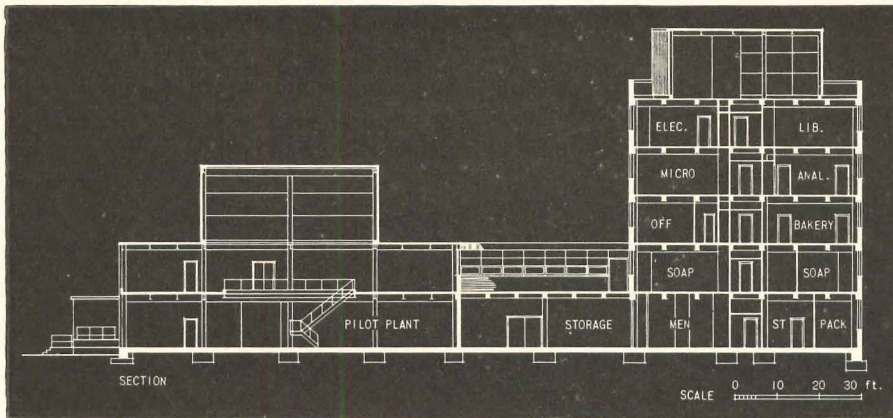 ELEC. LIB.
MICRO ANAL.
OFF BAKERY
SOAP SOAP
PILOT PLANT STORAGE MEN ST PACK
SECTION
SCALE 0 10 20 30 ft.